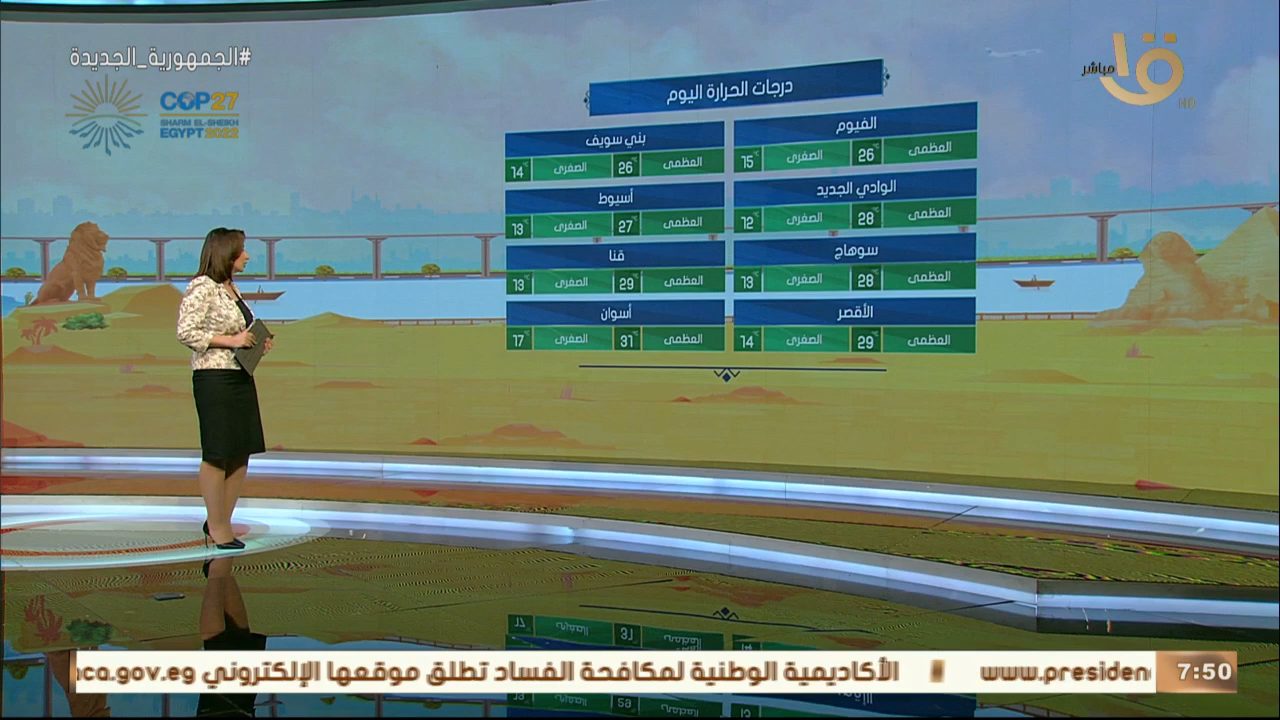 #الجمهورية_الجديدة
COP27
SHARM EL-SHEIKH
EGYPT 2022
مباشر
HD
درجات الحرارة اليوم
الفيوم
العظمى 26°c الصغرى 15°c
بني سويف
العظمى 26°c الصغرى 14°c
الوادي الجديد
العظمى 28°c الصغرى 12°c
أسيوط
العظمى 27°c الصغرى 13°c
سوهاج
العظمى 28°c الصغرى 13°c
قنا
العظمى 29°c الصغرى 13°c
الأقصر
العظمى 29°c الصغرى 14°c
أسوان
العظمى 31°c الصغرى 17°c
www.presiden الأكاديمية الوطنية لمكافحة الفساد تطلق موقعها الإلكتروني ca.gov.eg
7:50